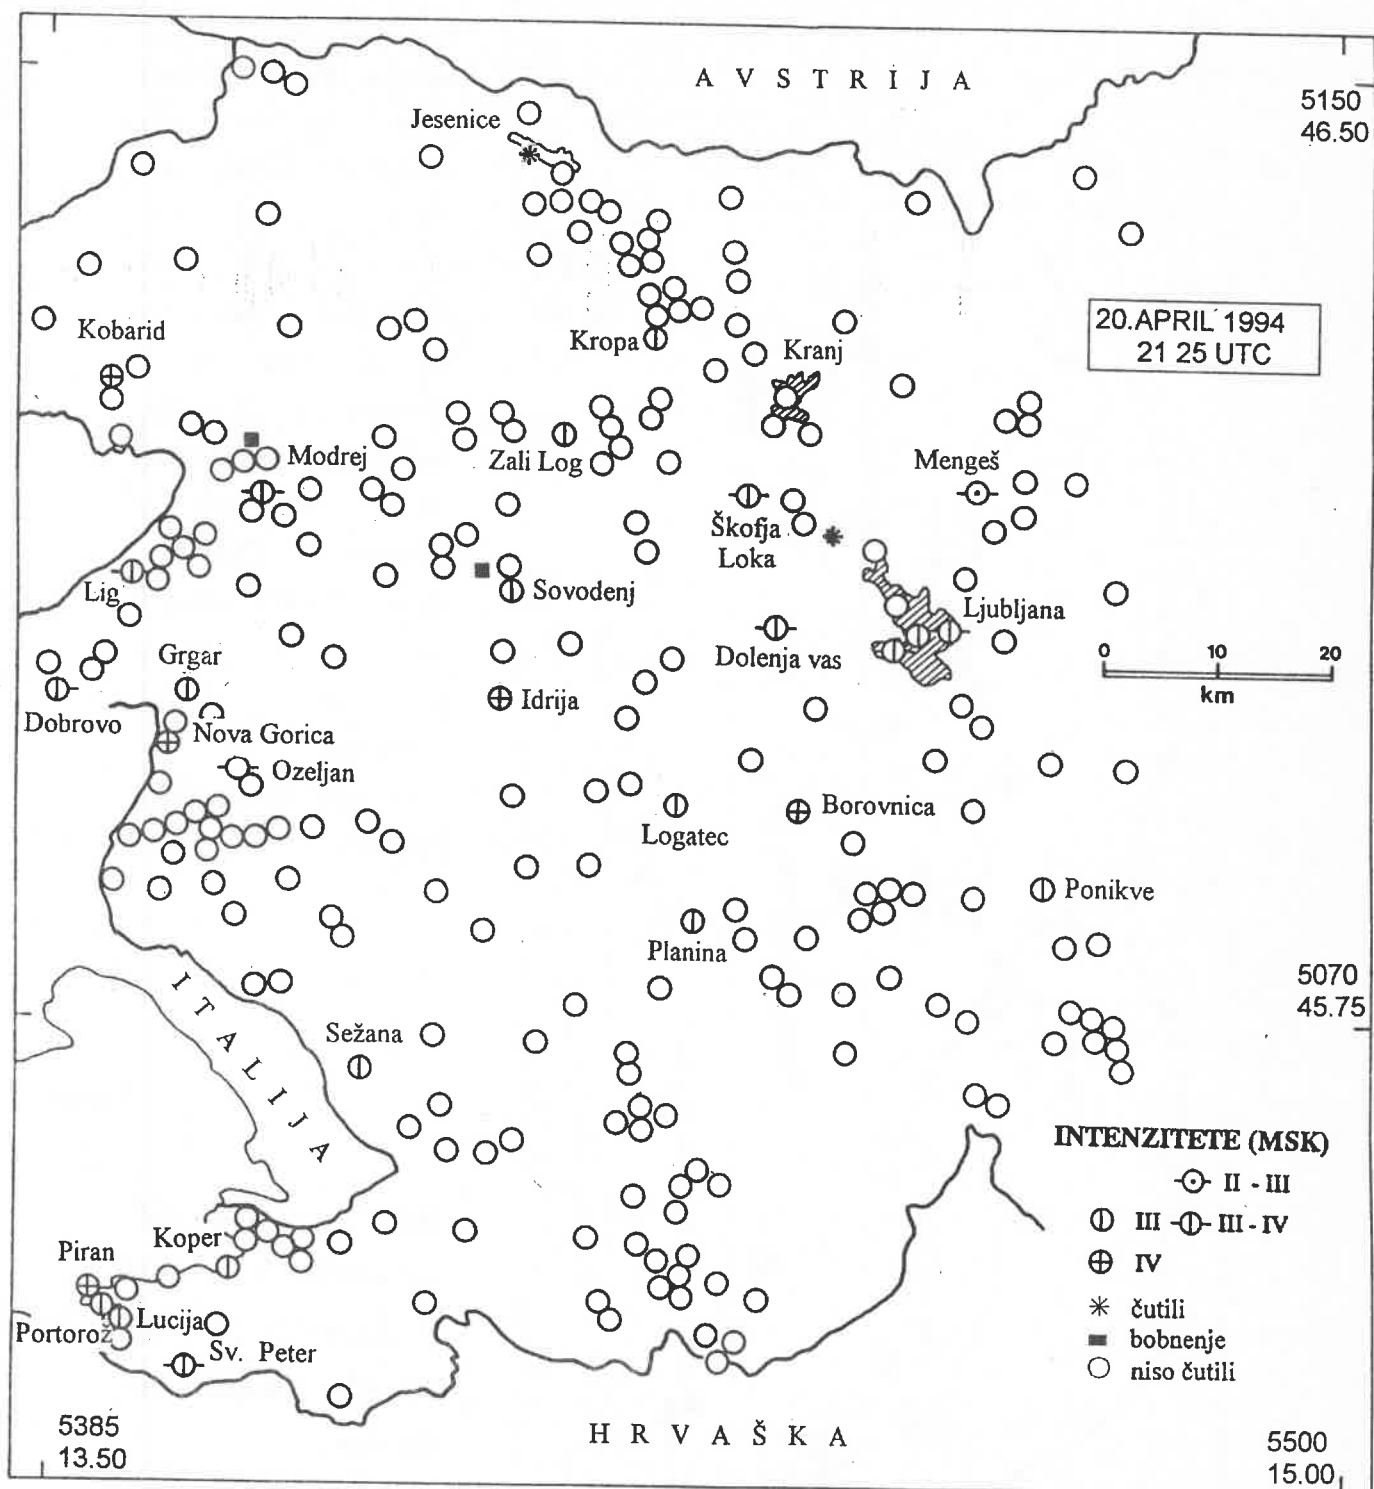 A V S T R I J A
5150
46.50
Jesenice
20.APRIL 1994
21 25 UTC
Kobarid
Kropa
Kranj
Modrej
Zali Log
Mengeš
Škofja
Loka
Lig
Sovodenj
Ljubljana
Grgar
Dolenja vas
0 10 20
km
Dobrovo
Idrija
Nova Gorica
Ozeljan
Borovnica
Logatec
Ponikve
Planina
5070
45.75
I T A L I J A
Sežana
INTENZITETE (MSK)
II - III
III III - IV
IV
čutili
bobnenje
niso čutili
Koper
Piran
Lucija
Portorož
Sv. Peter
H R V A Š K A
5385
13.50
5500
15.00